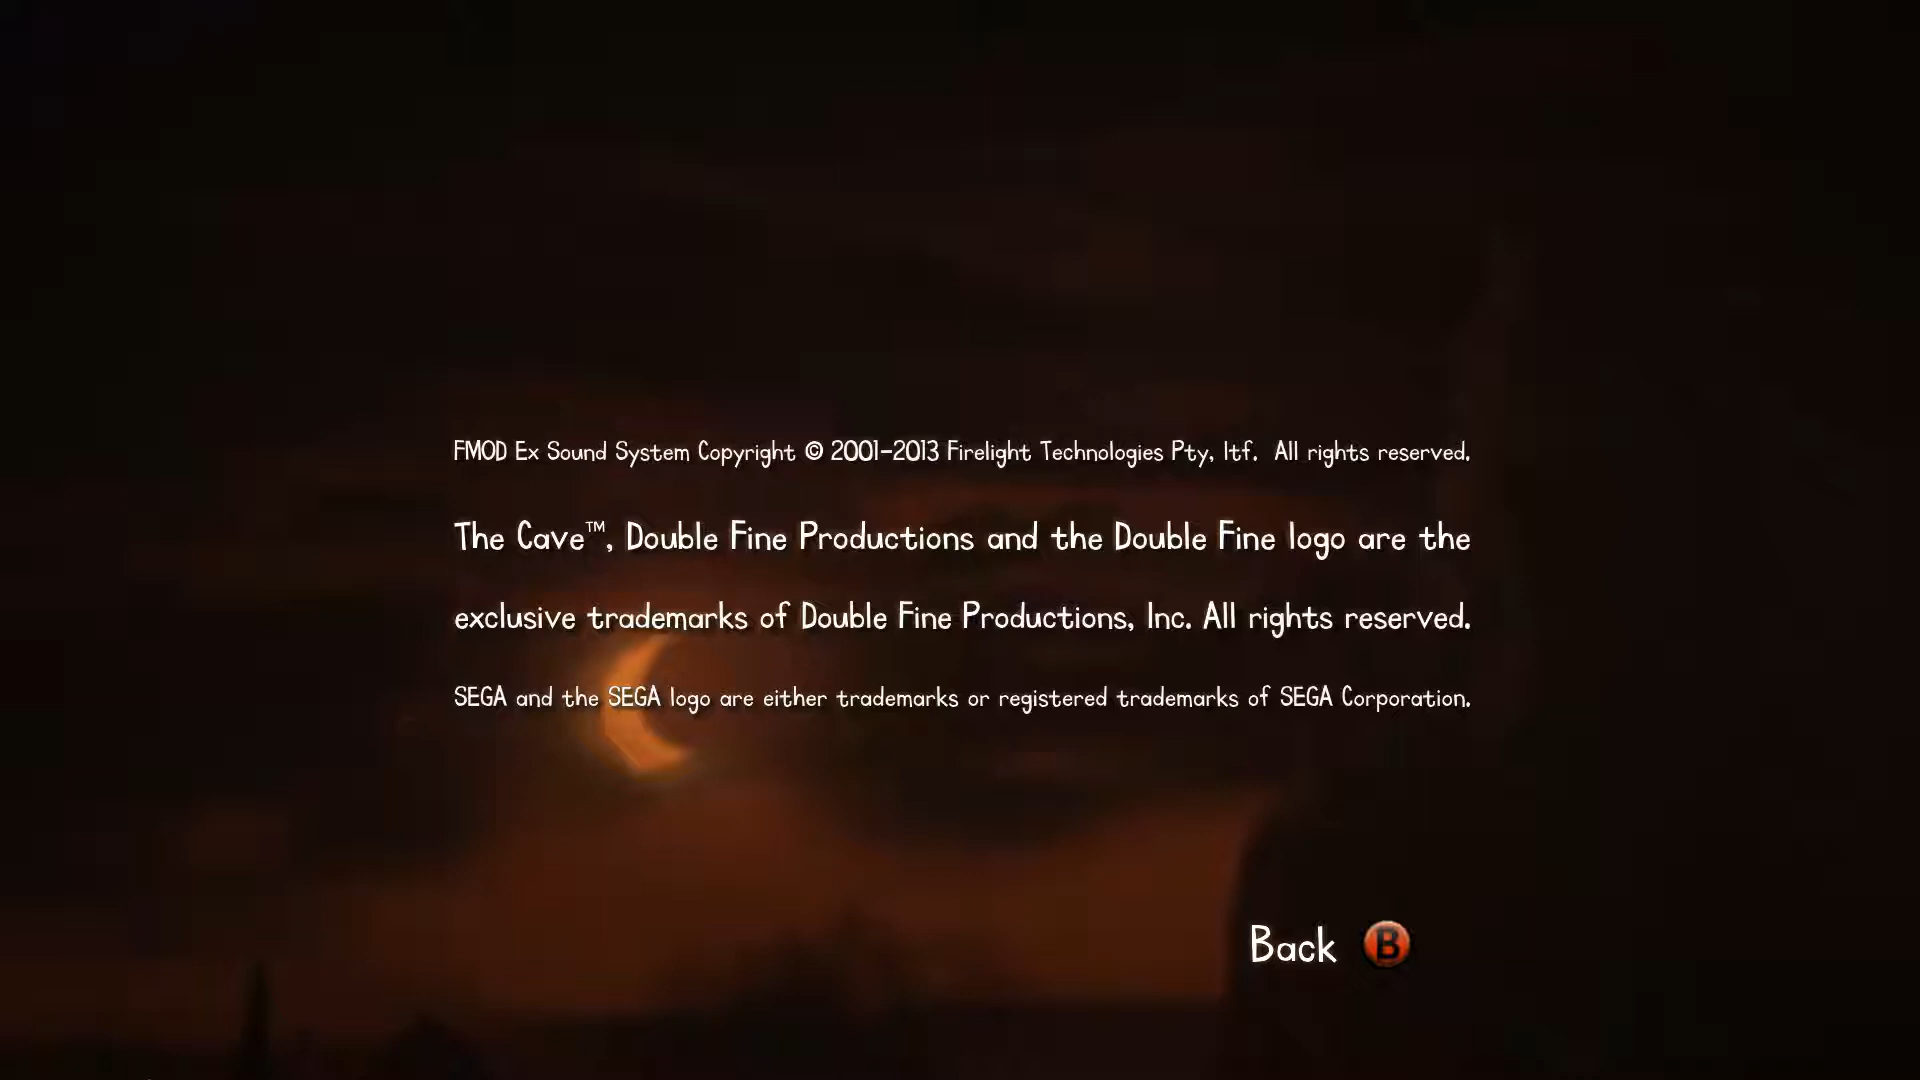 FMOD Ex Sound System Copyright © 2001-2013 Firelight Technologies Pty, ltf. All rights reserved.
The Cave™, Double Fine Productions and the Double Fine logo are the
exclusive trademarks of Double Fine Productions, Inc. All rights reserved.
SEGA and the SEGA logo are either trademarks or registered trademarks of SEGA Corporation.
Back B